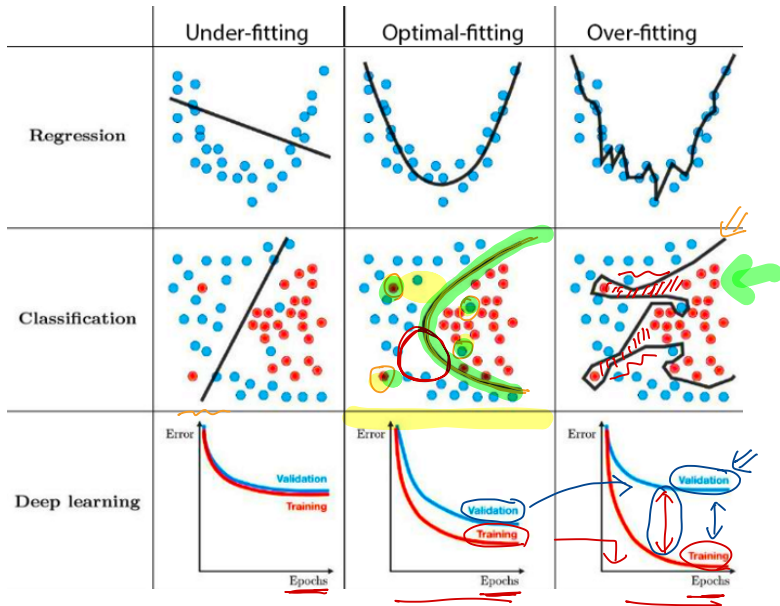 Under-fitting
Optimal-fitting
Over-fitting
Regression
Classification
Deep learning
Error
Validation
Training
Epochs
Error
Validation
Training
Epochs
Error
Validation
Training
Epochs